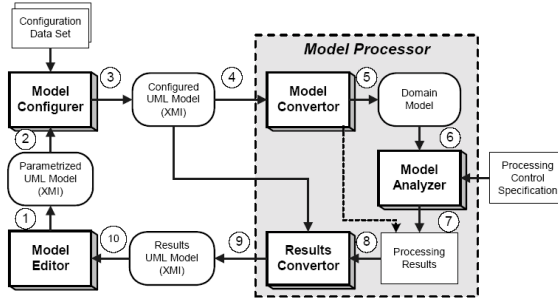 Configuration
Data Set
Model Processor
3
4
5
Model
Configurer
Configured
UML Model
(XMI)
Model
Convertor
Domain
Model
2
6
Parametrized
UML Model
(XMI)
Model
Analyzer
Processing
Control
Specification
1
7
10
9
8
Model
Editor
Results
UML Model
(XMI)
Results
Convertor
Processing
Results